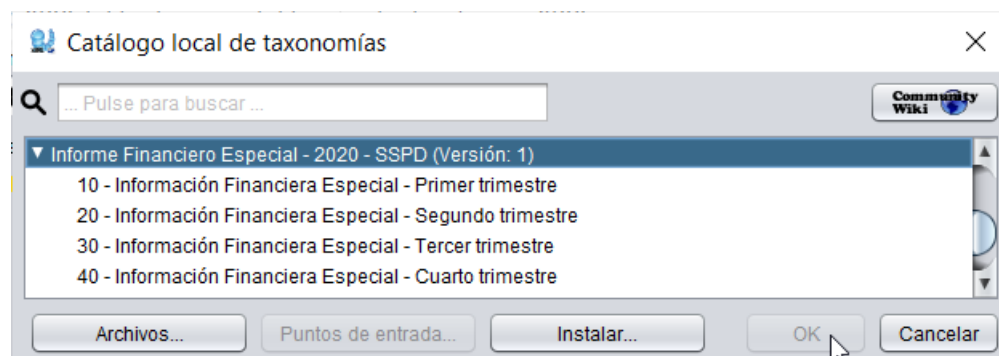 Catálogo local de taxonomías
... Pulse para buscar ...
Community
Wiki
Informe Financiero Especial - 2020 - SSPD (Versión: 1)
10 - Información Financiera Especial - Primer trimestre
20 - Información Financiera Especial - Segundo trimestre
30 - Información Financiera Especial - Tercer trimestre
40 - Información Financiera Especial - Cuarto trimestre
Archivos... Puntos de entrada... Instalar... OK Cancelar